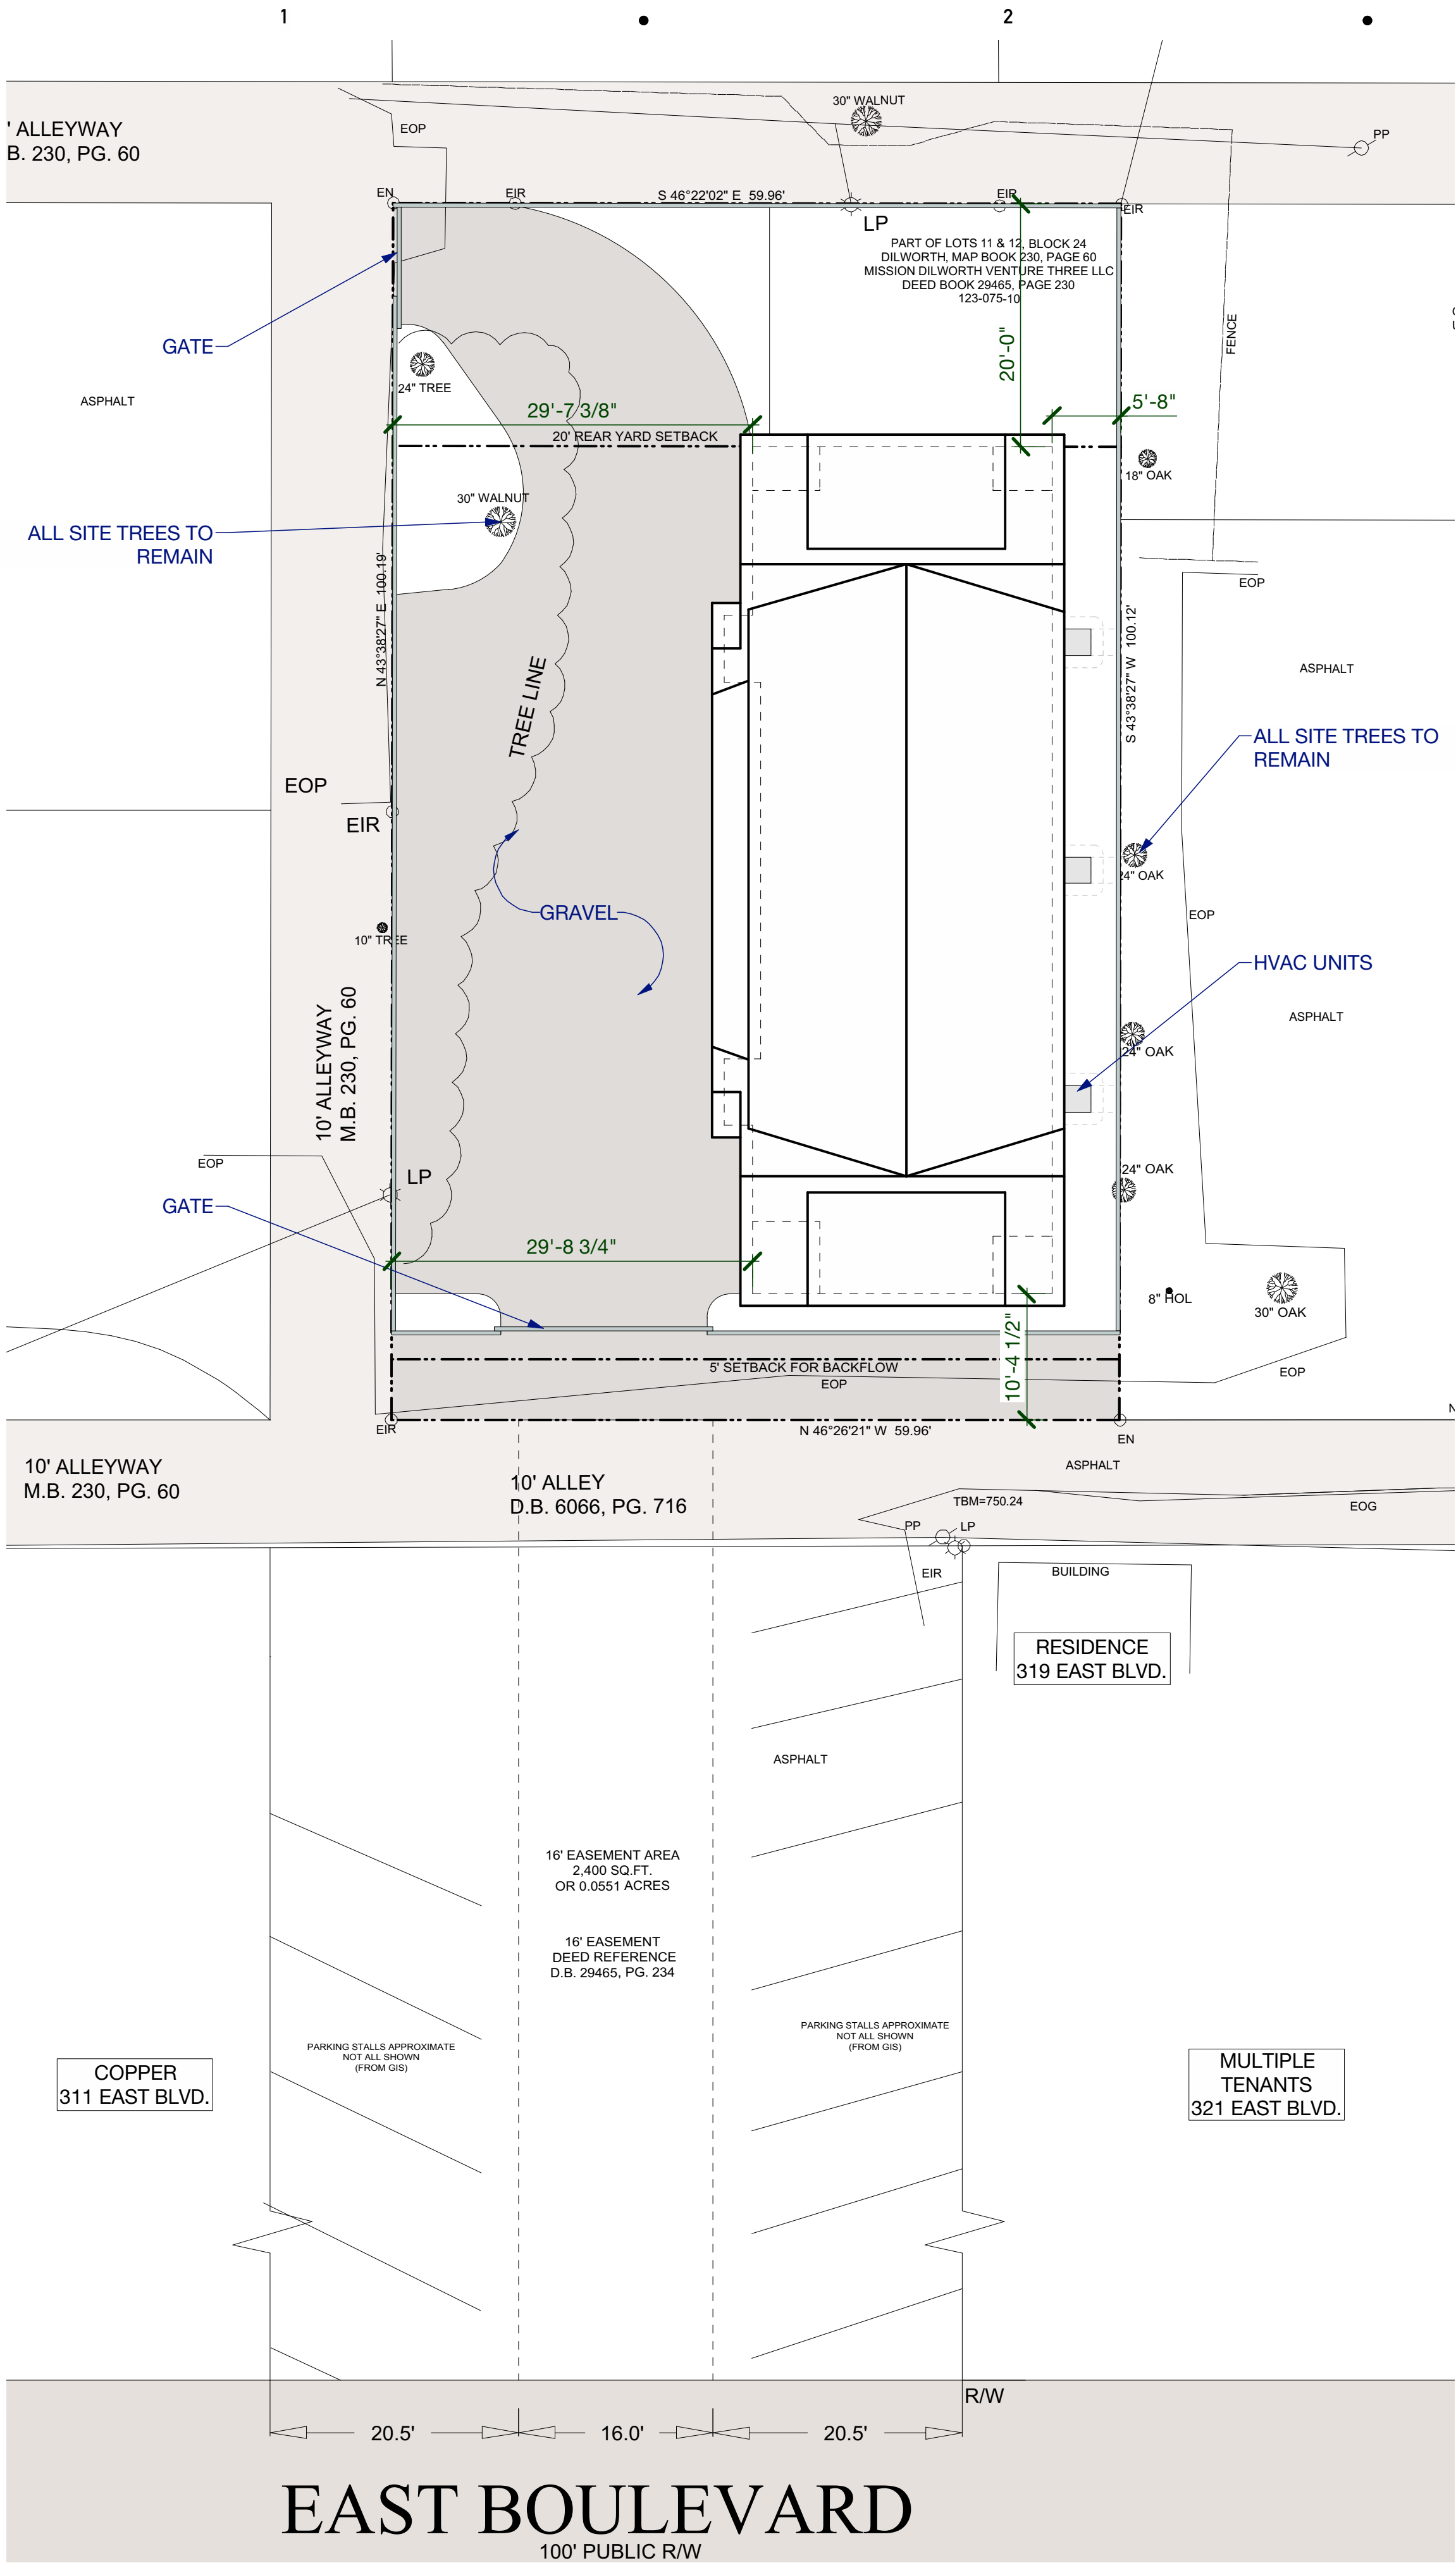 1
2
30" WALNUT
' ALLEYWAY
B. 230, PG. 60
EOP
PP
EN
EIR
S 46°22'02" E 59.96'
EIR
EIR
LP
PART OF LOTS 11 & 12, BLOCK 24
DILWORTH, MAP BOOK 230, PAGE 60
MISSION DILWORTH VENTURE THREE LLC
DEED BOOK 29465, PAGE 230
123-075-10
GATE
20'-0"
FENCE
24" TREE
ASPHALT
29'-7 3/8"
5'-8"
20' REAR YARD SETBACK
18" OAK
30" WALNUT
ALL SITE TREES TO
REMAIN
N 43°38'27" E 100.19'
EOP
S 43°38'27" W 100.12'
ASPHALT
TREE LINE
ALL SITE TREES TO
REMAIN
EOP
EIR
24" OAK
GRAVEL
EOP
10" TREE
HVAC UNITS
10' ALLEYWAY
M.B. 230, PG. 60
ASPHALT
24" OAK
EOP
LP
24" OAK
GATE
29'-8 3/4"
8" HOL
30" OAK
10'-4 1/2"
5' SETBACK FOR BACKFLOW
EOP
EOP
EIR
N 46°26'21" W 59.96'
EN
N
10' ALLEYWAY
M.B. 230, PG. 60
10' ALLEY
D.B. 6066, PG. 716
ASPHALT
TBM=750.24
EOG
PP
LP
EIR
BUILDING
RESIDENCE
319 EAST BLVD.
ASPHALT
16' EASEMENT AREA
2,400 SQ.FT.
OR 0.0551 ACRES
16' EASEMENT
DEED REFERENCE
D.B. 29465, PG. 234
PARKING STALLS APPROXIMATE
NOT ALL SHOWN
(FROM GIS)
PARKING STALLS APPROXIMATE
NOT ALL SHOWN
(FROM GIS)
COPPER
311 EAST BLVD.
MULTIPLE
TENANTS
321 EAST BLVD.
R/W
20.5'
16.0'
20.5'
EAST BOULEVARD
100' PUBLIC R/W